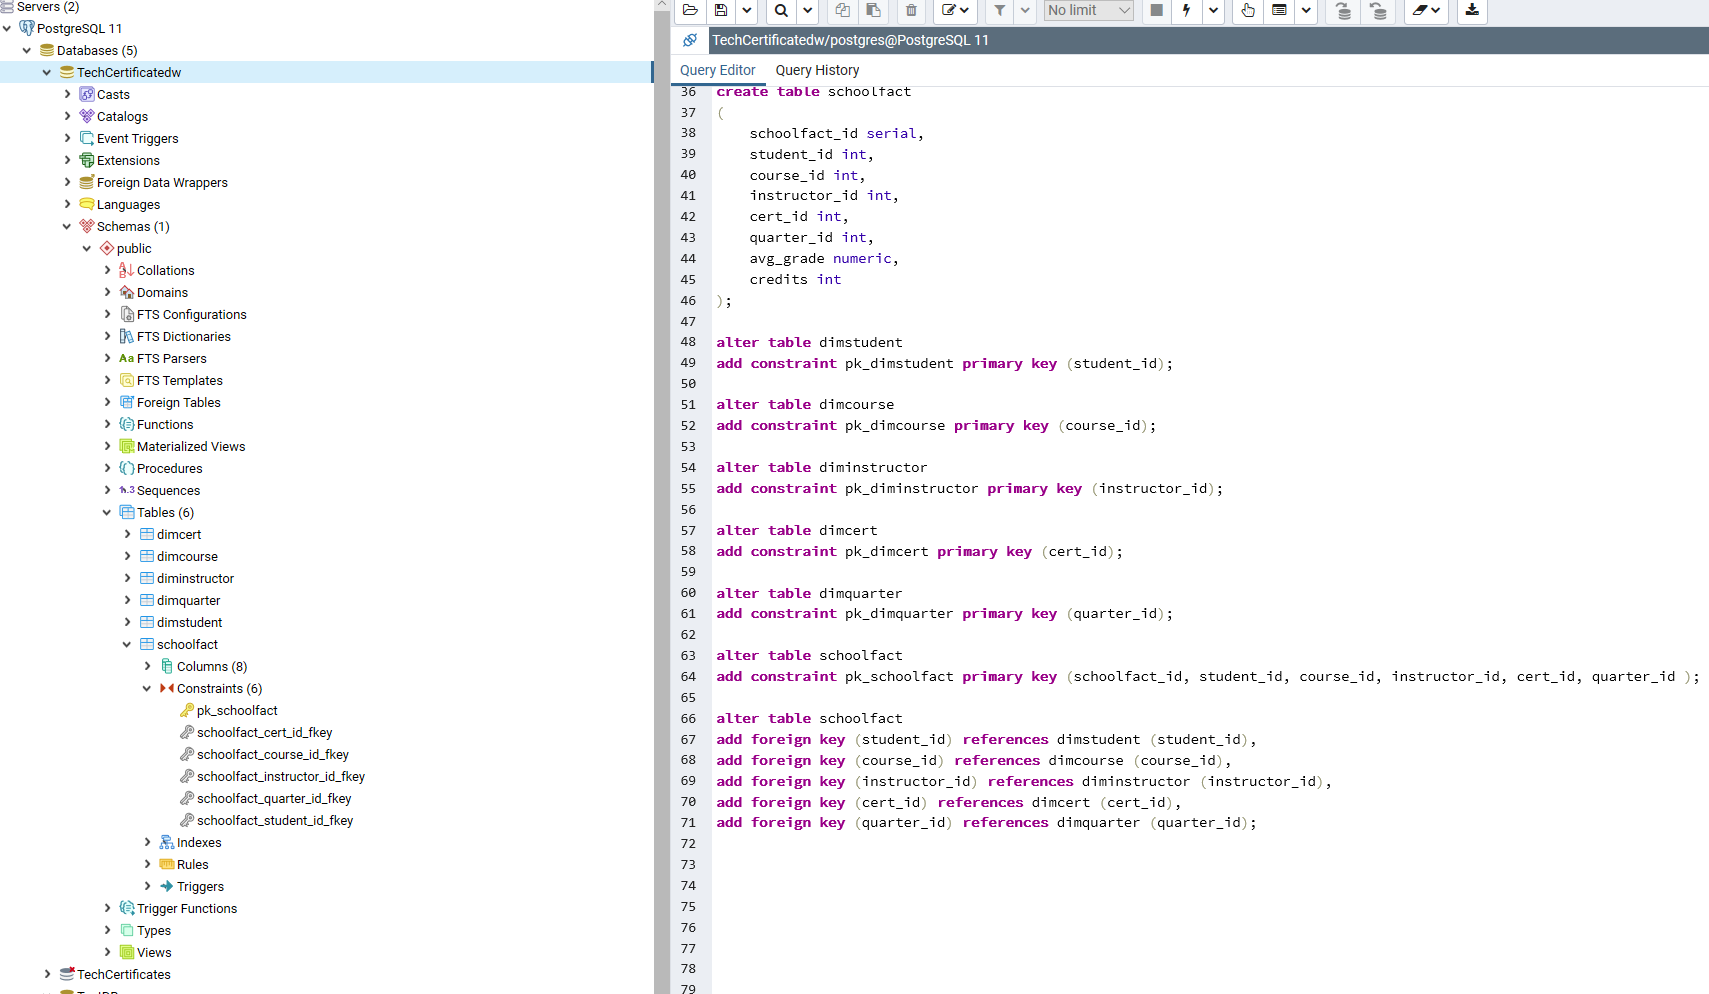 Servers (2)
PostgreSQL 11
Databases (5)
TechCertificatedw
Casts
Catalogs
Event Triggers
Extensions
Foreign Data Wrappers
Languages
Schemas (1)
public
Collations
Domains
FTS Configurations
FTS Dictionaries
Aa FTS Parsers
FTS Templates
Foreign Tables
Functions
Materialized Views
Procedures
1..3 Sequences
Tables (6)
dimcert
dimcourse
diminstructor
dimquarter
dimstudent
schoolfact
Columns (8)
Constraints (6)
pk_schoolfact
schoolfact_cert_id_fkey
schoolfact_course_id_fkey
schoolfact_instructor_id_fkey
schoolfact_quarter_id_fkey
schoolfact_student_id_fkey
Indexes
Rules
Triggers
Trigger Functions
Types
Views
TechCertificates
No limit
TechCertificatedw/postgres@PostgreSQL 11
Query Editor Query History
36 create table schoolfact
37 (
38 schoolfact_id serial,
39 student_id int,
40 course_id int,
41 instructor_id int,
42 cert_id int,
43 quarter_id int,
44 avg_grade numeric,
45 credits int
46 );
47
48 alter table dimstudent
49 add constraint pk_dimstudent primary key (student_id);
50
51 alter table dimcourse
52 add constraint pk_dimcourse primary key (course_id);
53
54 alter table diminstructor
55 add constraint pk_diminstructor primary key (instructor_id);
56
57 alter table dimcert
58 add constraint pk_dimcert primary key (cert_id);
59
60 alter table dimquarter
61 add constraint pk_dimquarter primary key (quarter_id);
62
63 alter table schoolfact
64 add constraint pk_schoolfact primary key (schoolfact_id, student_id, course_id, instructor_id, cert_id, quarter_id );
65
66 alter table schoolfact
67 add foreign key (student_id) references dimstudent (student_id),
68 add foreign key (course_id) references dimcourse (course_id),
69 add foreign key (instructor_id) references diminstructor (instructor_id),
70 add foreign key (cert_id) references dimcert (cert_id),
71 add foreign key (quarter_id) references dimquarter (quarter_id);
72
73
74
75
76
77
78
79